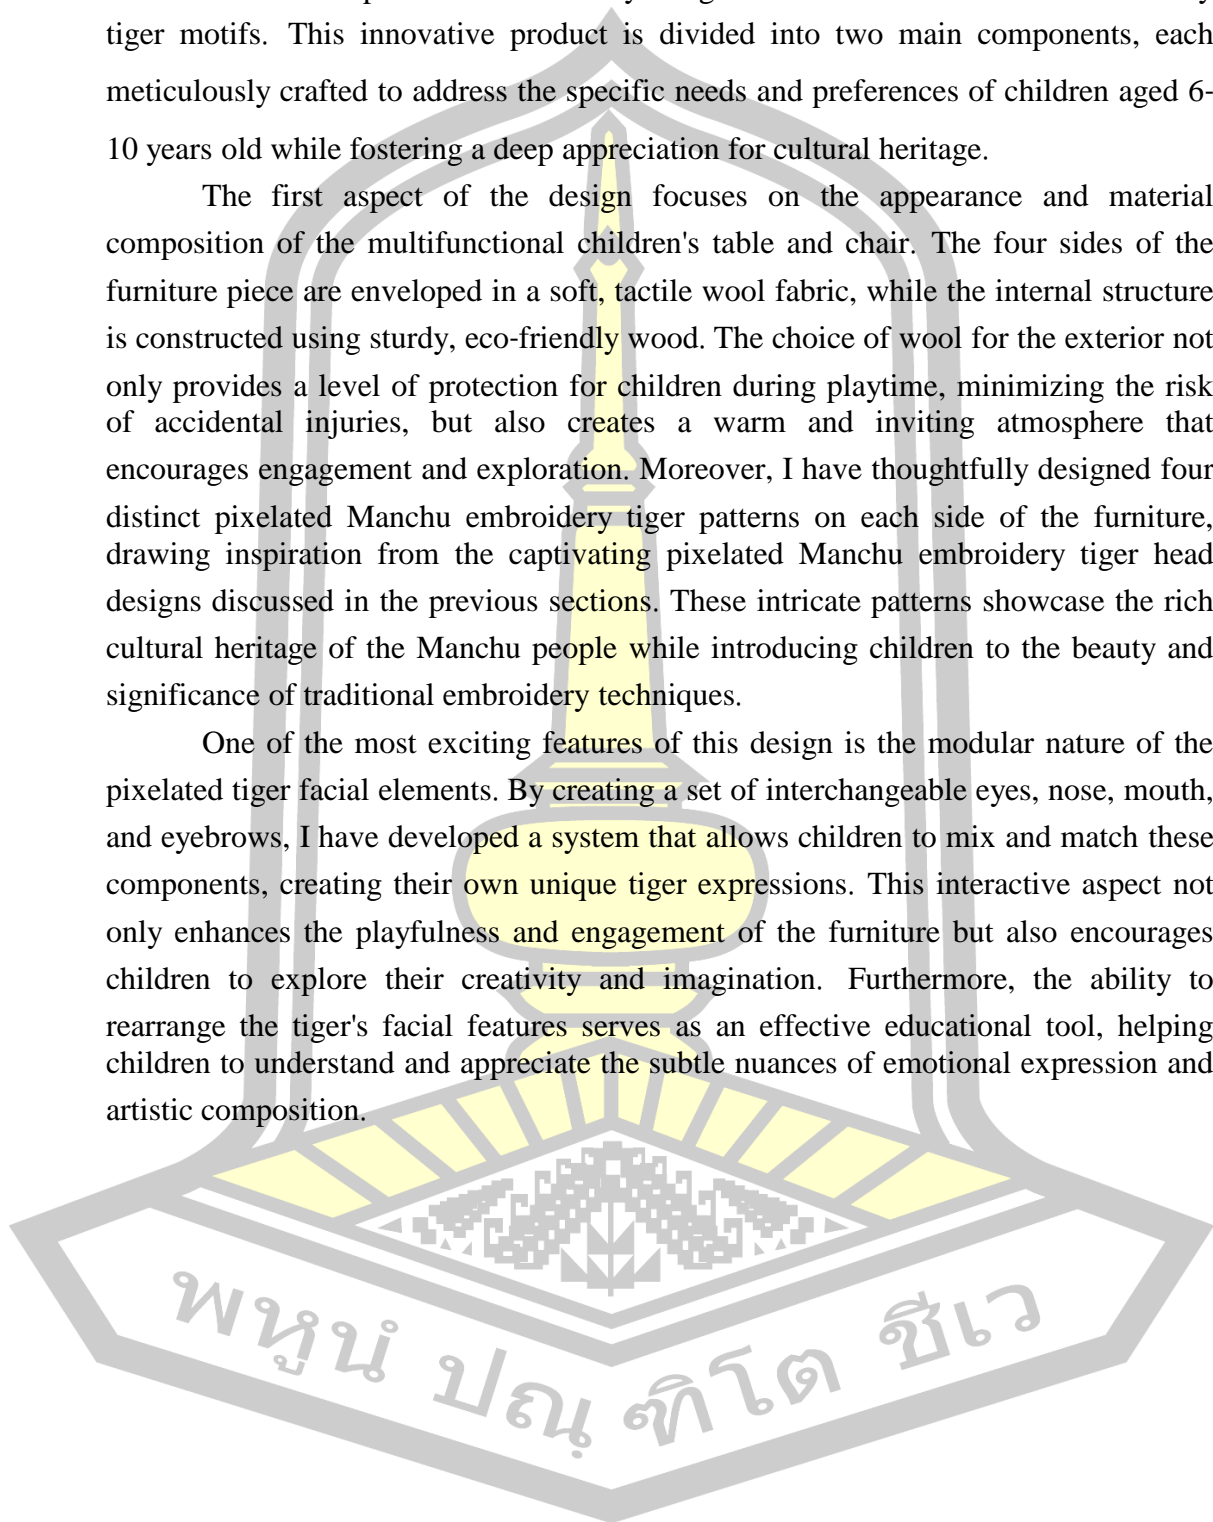 tiger motifs. This innovative product is divided into two main components, each
meticulously crafted to address the specific needs and preferences of children aged 6-
10 years old while fostering a deep appreciation for cultural heritage.
The first aspect of the design focuses on the appearance and material
composition of the multifunctional children's table and chair. The four sides of the
furniture piece are enveloped in a soft, tactile wool fabric, while the internal structure
is constructed using sturdy, eco-friendly wood. The choice of wool for the exterior not
only provides a level of protection for children during playtime, minimizing the risk
of accidental injuries, but also creates a warm and inviting atmosphere that
encourages engagement and exploration. Moreover, I have thoughtfully designed four
distinct pixelated Manchu embroidery tiger patterns on each side of the furniture,
drawing inspiration from the captivating pixelated Manchu embroidery tiger head
designs discussed in the previous sections. These intricate patterns showcase the rich
cultural heritage of the Manchu people while introducing children to the beauty and
significance of traditional embroidery techniques.
One of the most exciting features of this design is the modular nature of the
pixelated tiger facial elements. By creating a set of interchangeable eyes, nose, mouth,
and eyebrows, I have developed a system that allows children to mix and match these
components, creating their own unique tiger expressions. This interactive aspect not
only enhances the playfulness and engagement of the furniture but also encourages
children to explore their creativity and imagination. Furthermore, the ability to
rearrange the tiger's facial features serves as an effective educational tool, helping
children to understand and appreciate the subtle nuances of emotional expression and
artistic composition.
พหูนํ ปณฺ ฑิโต ชีเว